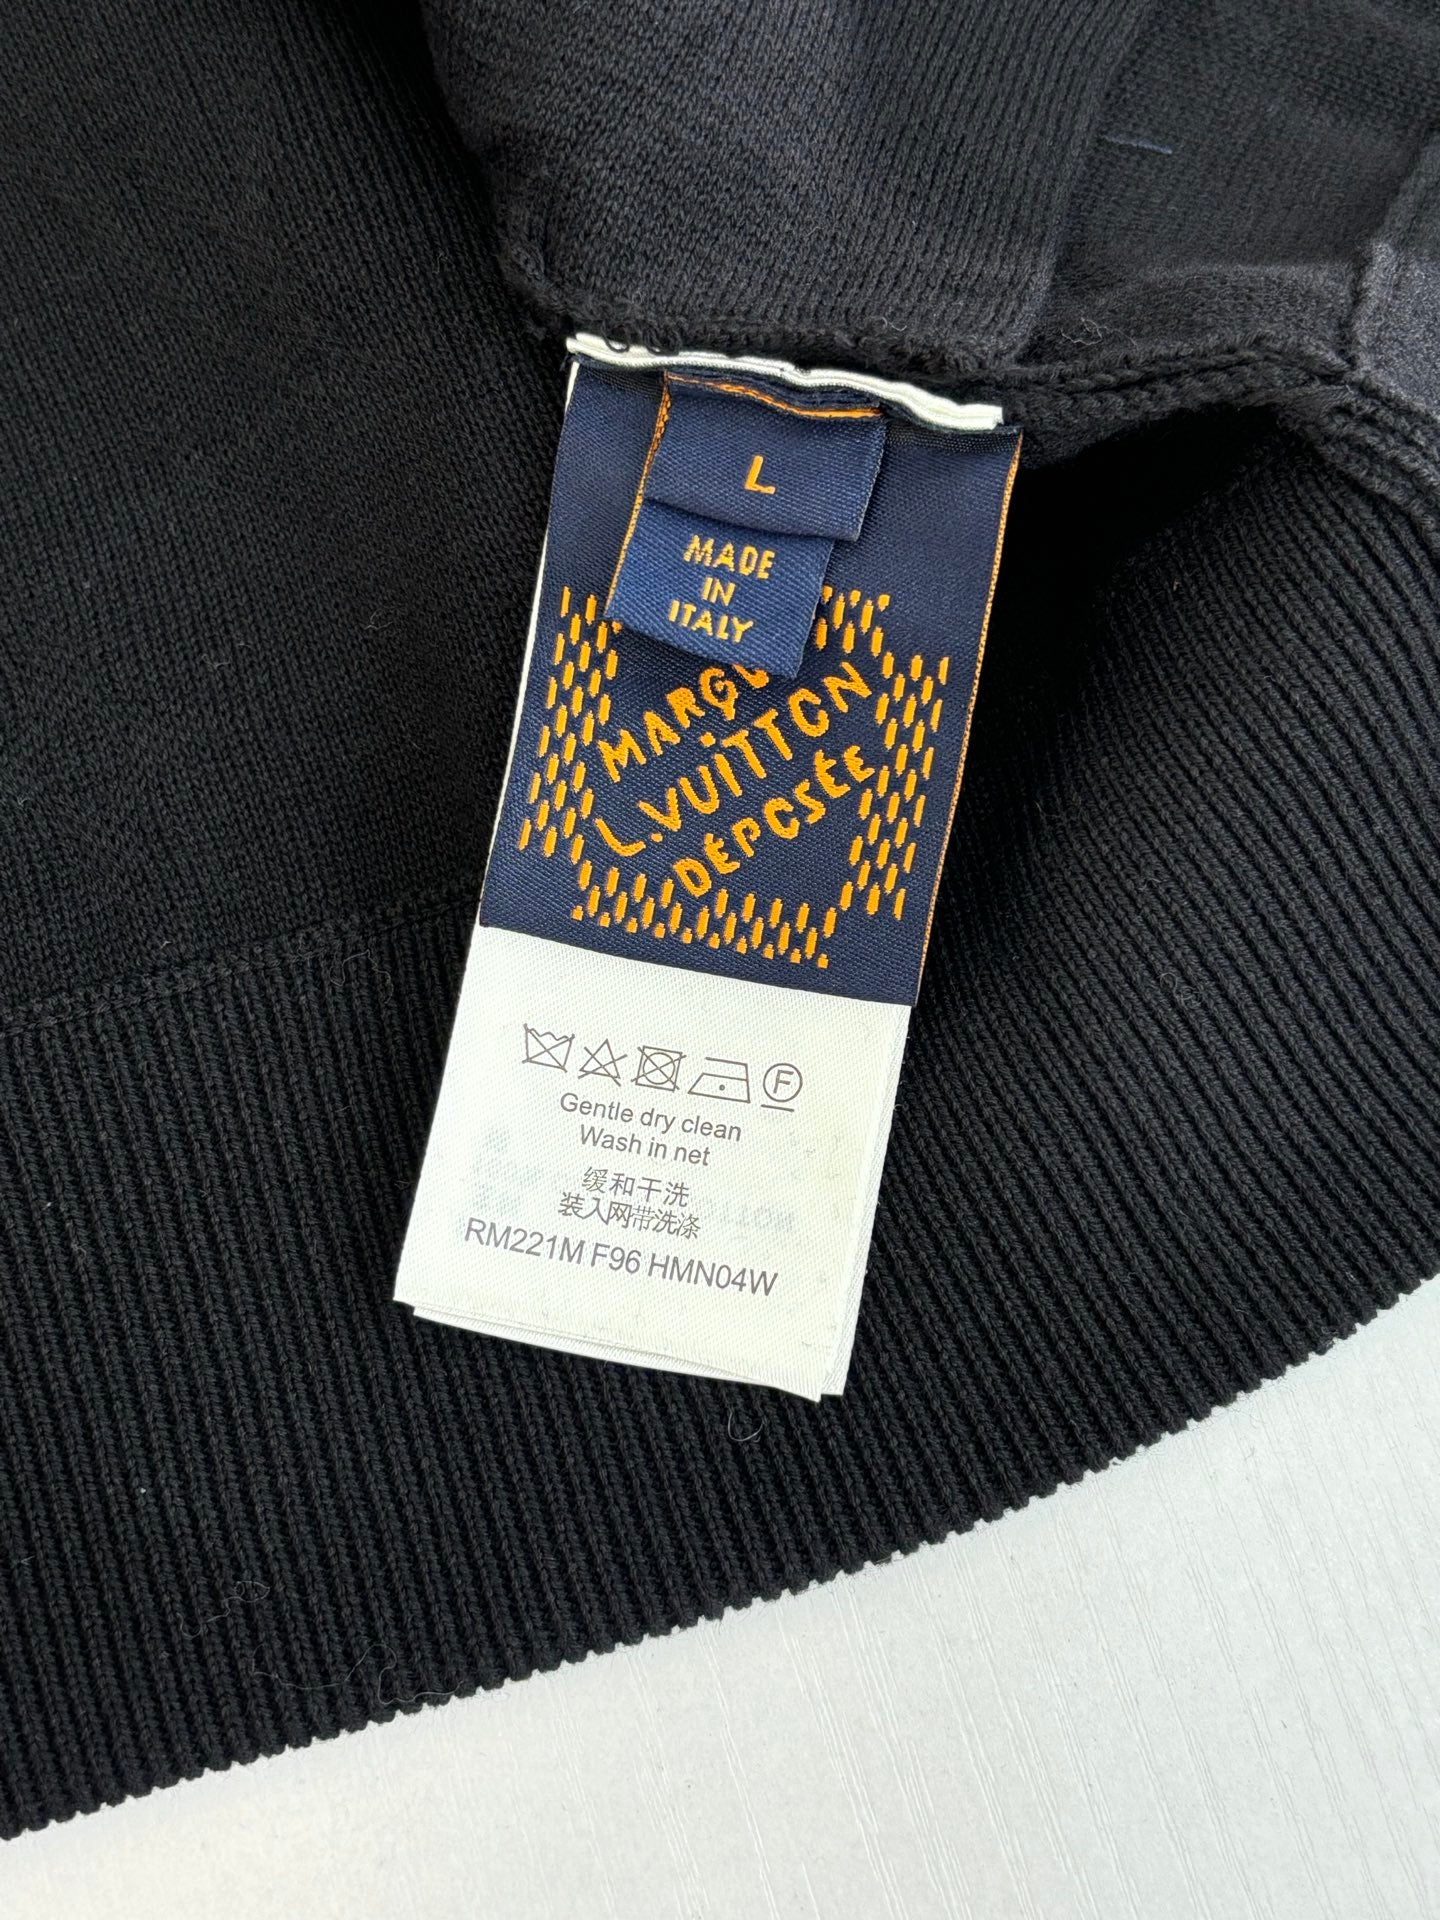 L
MADE
IN
ITALY
L.VUiTTON
DÉPOSÉE
F
Gentle dry clean
Wash in net
缓和干洗
装入网带洗涤
RM221M F96 HMN04W